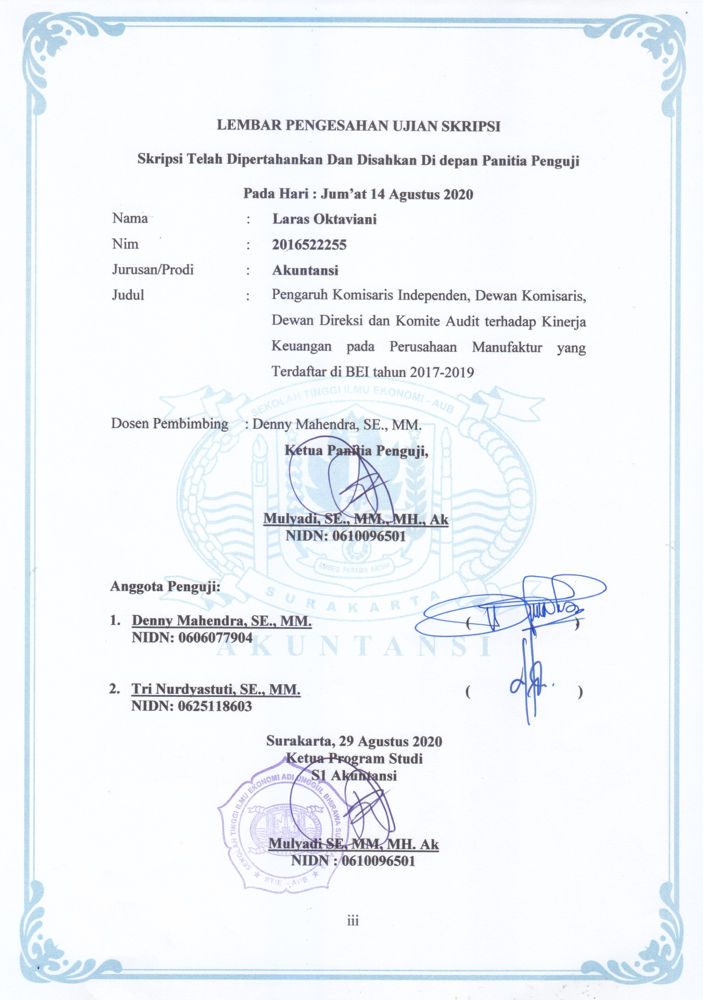 LEMBAR PENGESAHAN UJIAN SKRIPSI
Skripsi Telah Dipertahankan Dan Disahkan Di depan Panitia Penguji
Pada Hari : Jum’at 14 Agustus 2020
Nama : Laras Oktaviani
Nim : 2016522255
Jurusan/Prodi : Akuntansi
Judul : Pengaruh Komisaris Independen, Dewan Komisaris,
Dewan Direksi dan Komite Audit terhadap Kinerja
Keuangan pada Perusahaan Manufaktur yang
Terdaftar di BEI tahun 2017-2019
SEKOLAH TINGGI ILMU EKONOMI - AUB
Dosen Pembimbing : Denny Mahendra, SE., MM.
Ketua Panitia Penguji,
Mulyadi, SE., MM., MH., Ak
NIDN: 0610096501
AMBEG PARAMA ARTHA
SURAKARTA
Anggota Penguji:
1. Denny Mahendra, SE., MM. ( )
NIDN: 0606077904
AKUNTANSI
2. Tri Nurdyastuti, SE., MM. ( )
NIDN: 0625118603
Surakarta, 29 Agustus 2020
Ketua Program Studi
S1 Akuntansi
SEKOLAH TINGGI ILMU EKONOMI ADI UNGGUL BHIRAWA
STIE - AUB
Mulyadi SE, MM, MH. Ak
NIDN : 0610096501
iii